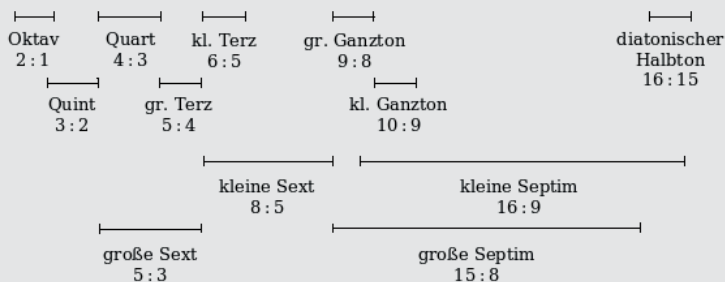 Oktav
2 : 1
Quart
4 : 3
kl. Terz
6 : 5
gr. Ganzton
9 : 8
diatonischer
Halbton
16 : 15
Quint
3 : 2
gr. Terz
5 : 4
kl. Ganzton
10 : 9
kleine Sext
8 : 5
kleine Septim
16 : 9
große Sext
5 : 3
große Septim
15 : 8